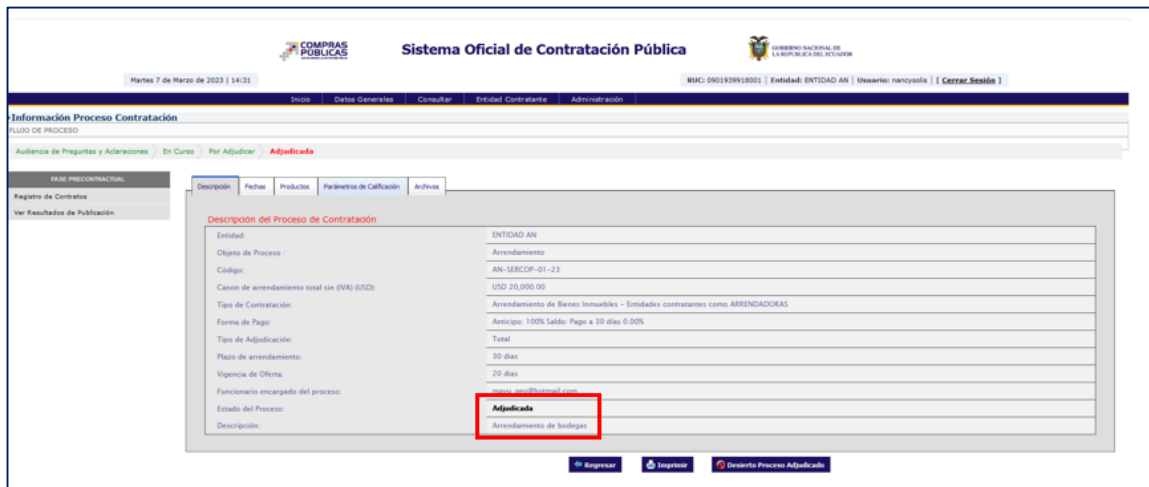 COMPRAS PÚBLICAS
Sistema Oficial de Contratación Pública
GOBIERNO NACIONAL DE
LA REPUBLICA DEL ECUADOR
Martes 7 de Marzo de 2023 | 14:31
RUC: 0901939918001 | Entidad: ENTIDAD AN | Usuario: nancysolis | [ Cerrar Sesión ]
Inicio Datos Generales Consultar Entidad Contratante Administración
Información Proceso Contratación
FLUJO DE PROCESO
Audiencia de Preguntas y Aclaraciones En Curso Por Adjudicar Adjudicada
FASE PRECONTRACTUAL
Registro de Contratos
Ver Resultados de Publicación
Descripción Fechas Productos Parámetros de Calificación Archivos
Descripción del Proceso de Contratación
Entidad: ENTIDAD AN
Objeto de Proceso : Arrendamiento
Código: AN-SERCOP-01-23
Canon de arrendamiento total sin (IVA) (USD): USD 20,000.00
Tipo de Contratación: Arrendamiento de Bienes Inmuebles - Entidades contratantes como ARRENDADORAS
Forma de Pago: Anticipo: 100% Saldo: Pago a 30 días 0.00%
Tipo de Adjudicación: Total
Plazo de arrendamiento: 30 días
Vigencia de Oferta: 20 días
Funcionario encargado del proceso: mayu_geo@hotmail.com
Estado del Proceso: Adjudicada
Descripción: Arrendamiento de bodegas
Regresar Imprimir Desierto Proceso Adjudicado